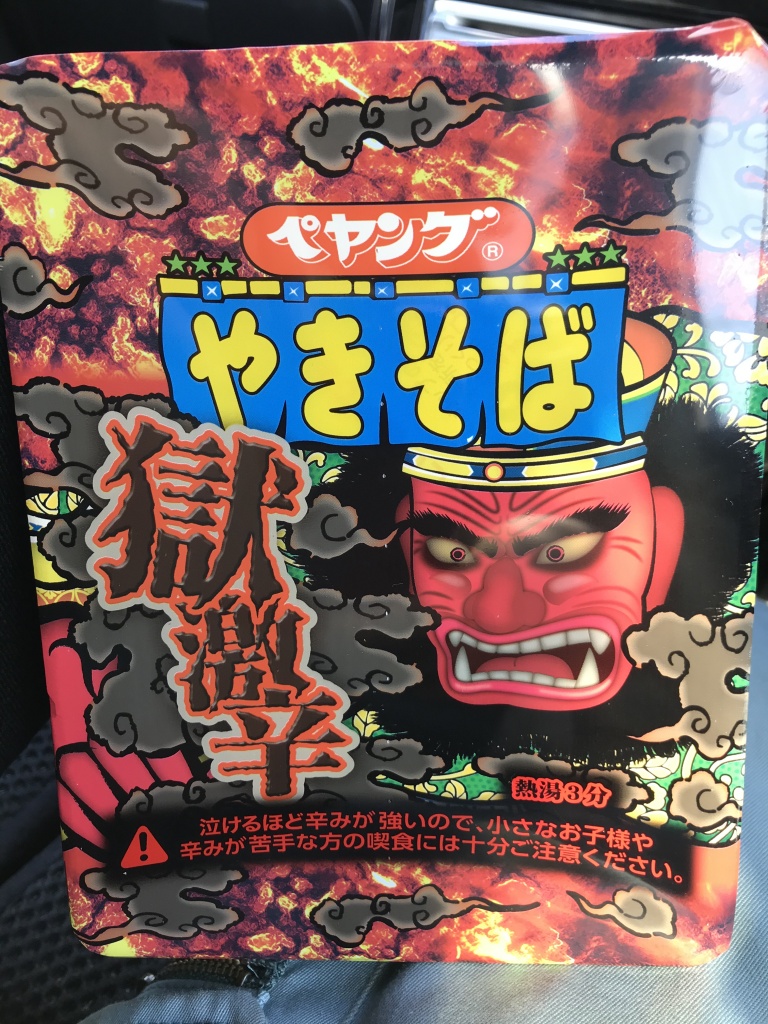 ペヤング®
やきそば
獄激辛
熱湯3分
泣けるほど辛みが強いので、小さなお子様や
辛みが苦手な方の喫食には十分ご注意ください。